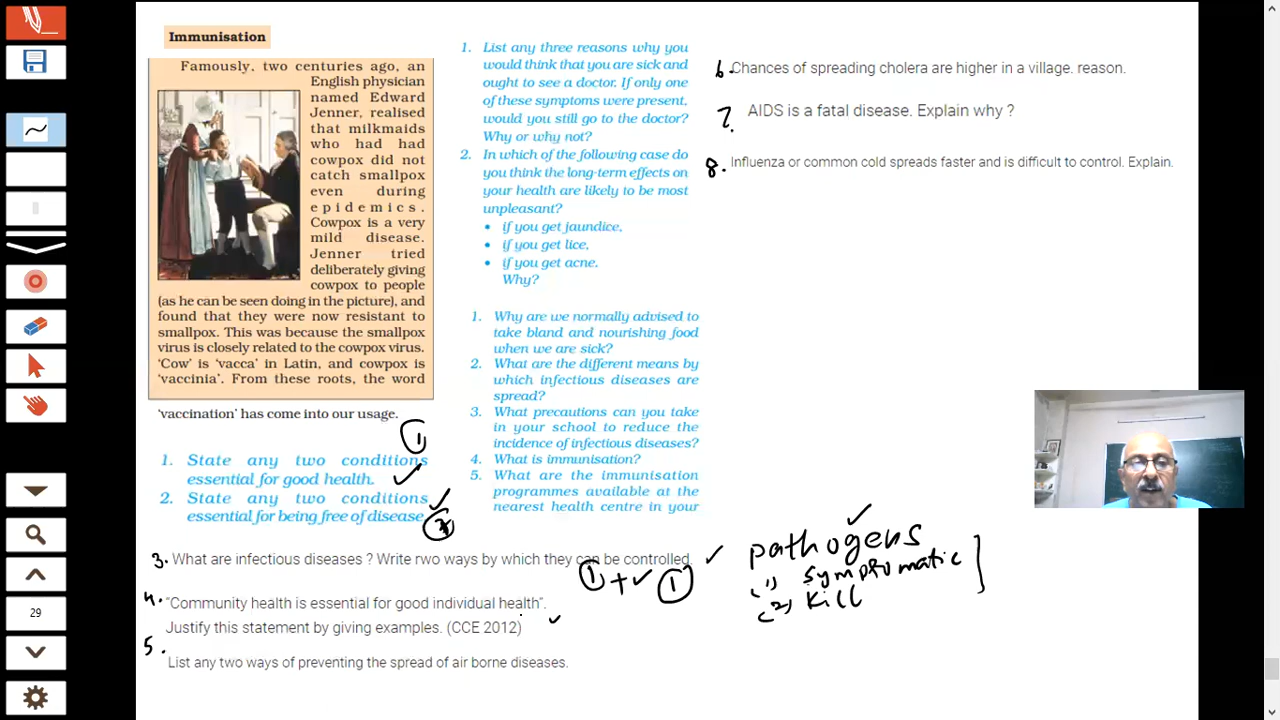 Immunisation
Famously, two centuries ago, an
English physician
named Edward
Jenner, realised
that milkmaids
who had had
cowpox did not
catch smallpox
even during
epidemics.
Cowpox is a very
mild disease.
Jenner tried
deliberately giving
cowpox to people
(as he can be seen doing in the picture), and
found that they were now resistant to
smallpox. This was because the smallpox
virus is closely related to the cowpox virus.
'Cow' is 'vacca' in Latin, and cowpox is
'vaccinia'. From these roots, the word
'vaccination' has come into our usage.
1
1. State any two conditions
essential for good health.
2. State any two conditions
essential for being free of disease.
1. List any three reasons why you
would think that you are sick and
ought to see a doctor. If only one
of these symptoms were present,
would you still go to the doctor?
Why or why not?
2. In which of the following case do
you think the long-term effects on
your health are likely to be most
unpleasant?
• if you get jaundice,
• if you get lice,
• if you get acne.
Why?
1. Why are we normally advised to
take bland and nourishing food
when we are sick?
2. What are the different means by
which infectious diseases are
spread?
3. What precautions can you take
in your school to reduce the
incidence of infectious diseases?
4. What is immunisation?
5. What are the immunisation
programmes available at the
nearest health centre in your
6. Chances of spreading cholera are higher in a village. reason.
7. AIDS is a fatal disease. Explain why ?
8. Influenza or common cold spreads faster and is difficult to control. Explain.
3. What are infectious diseases ? Write rwo ways by which they can be controlled.
1 + 1
pathogens
(1) symptomatic
(2) kill
4. "Community health is essential for good individual health".
Justify this statement by giving examples. (CCE 2012)
5.
List any two ways of preventing the spread of air borne diseases.
29